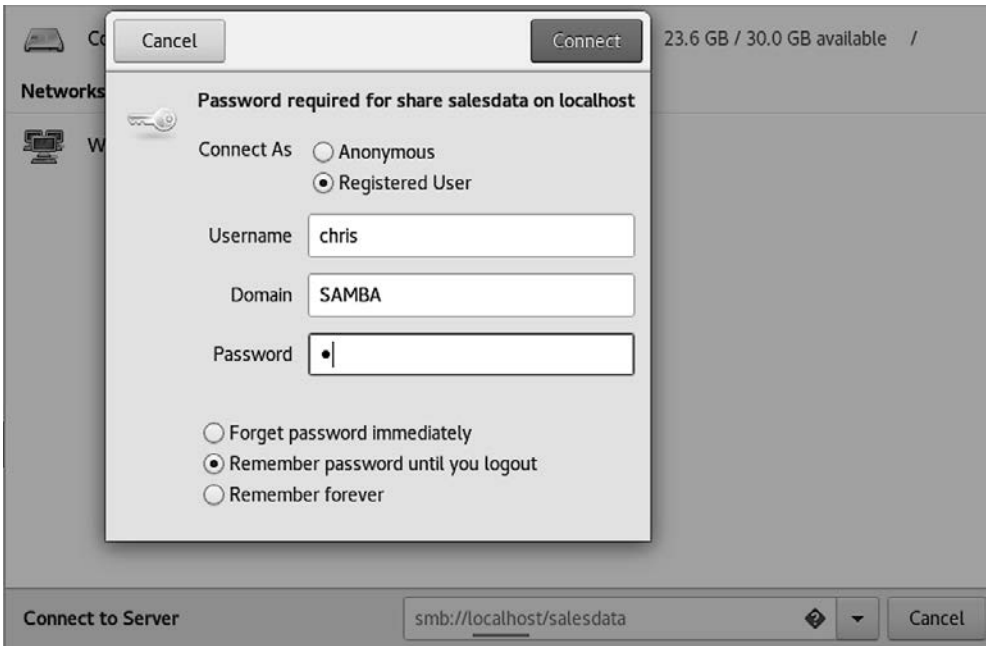 Co
Cancel
Connect
23.6 GB / 30.0 GB available /
Networks
Password required for share salesdata on localhost
W
Connect As
Anonymous
Registered User
Username
chris
Domain
SAMBA
Password
Forget password immediately
Remember password until you logout
Remember forever
Connect to Server
smb://localhost/salesdata
Cancel